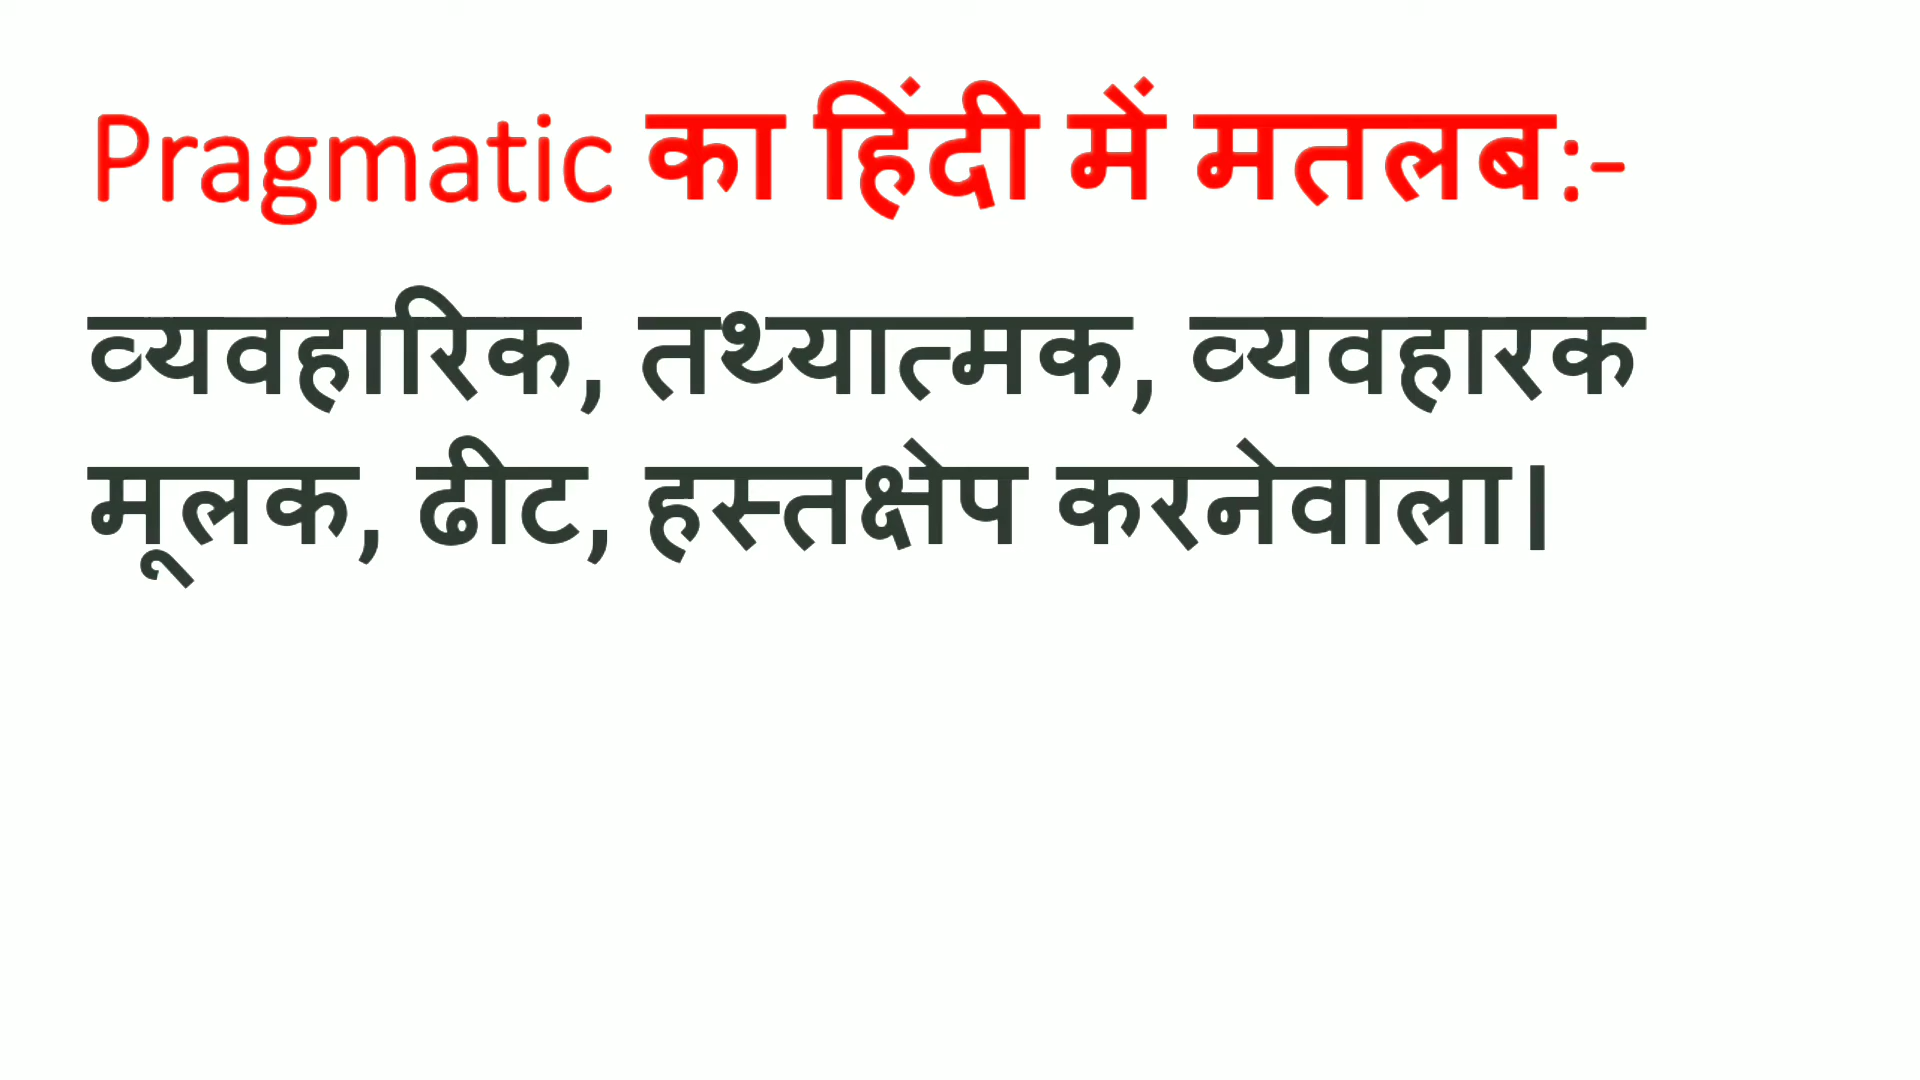 Pragmatic का हिंदी में मतलब:-
व्यवहारिक, तथ्यात्मक, व्यवहारक
मूलक, ढीट, हस्तक्षेप करनेवाला।